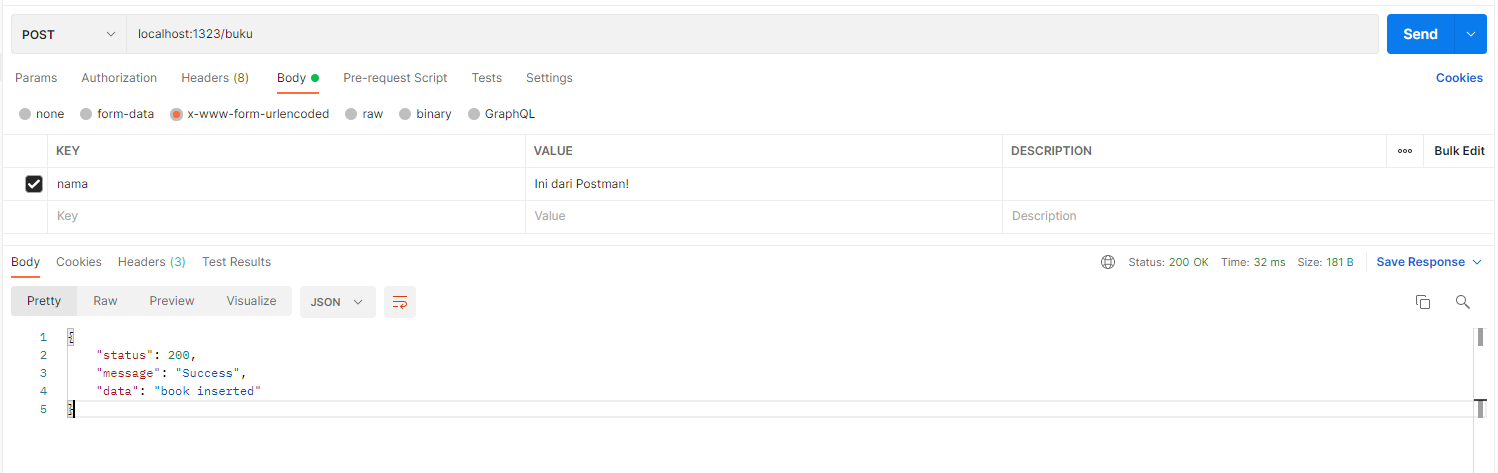 POST localhost:1323/buku Send
Params Authorization Headers (8) Body Pre-request Script Tests Settings Cookies
none form-data x-www-form-urlencoded raw binary GraphQL
KEY VALUE DESCRIPTION ooo Bulk Edit
nama Ini dari Postman!
Key Value Description
Body Cookies Headers (3) Test Results Status: 200 OK Time: 32 ms Size: 181 B Save Response
Pretty Raw Preview Visualize JSON
1 {
2 "status": 200,
3 "message": "Success",
4 "data": "book inserted"
5 }